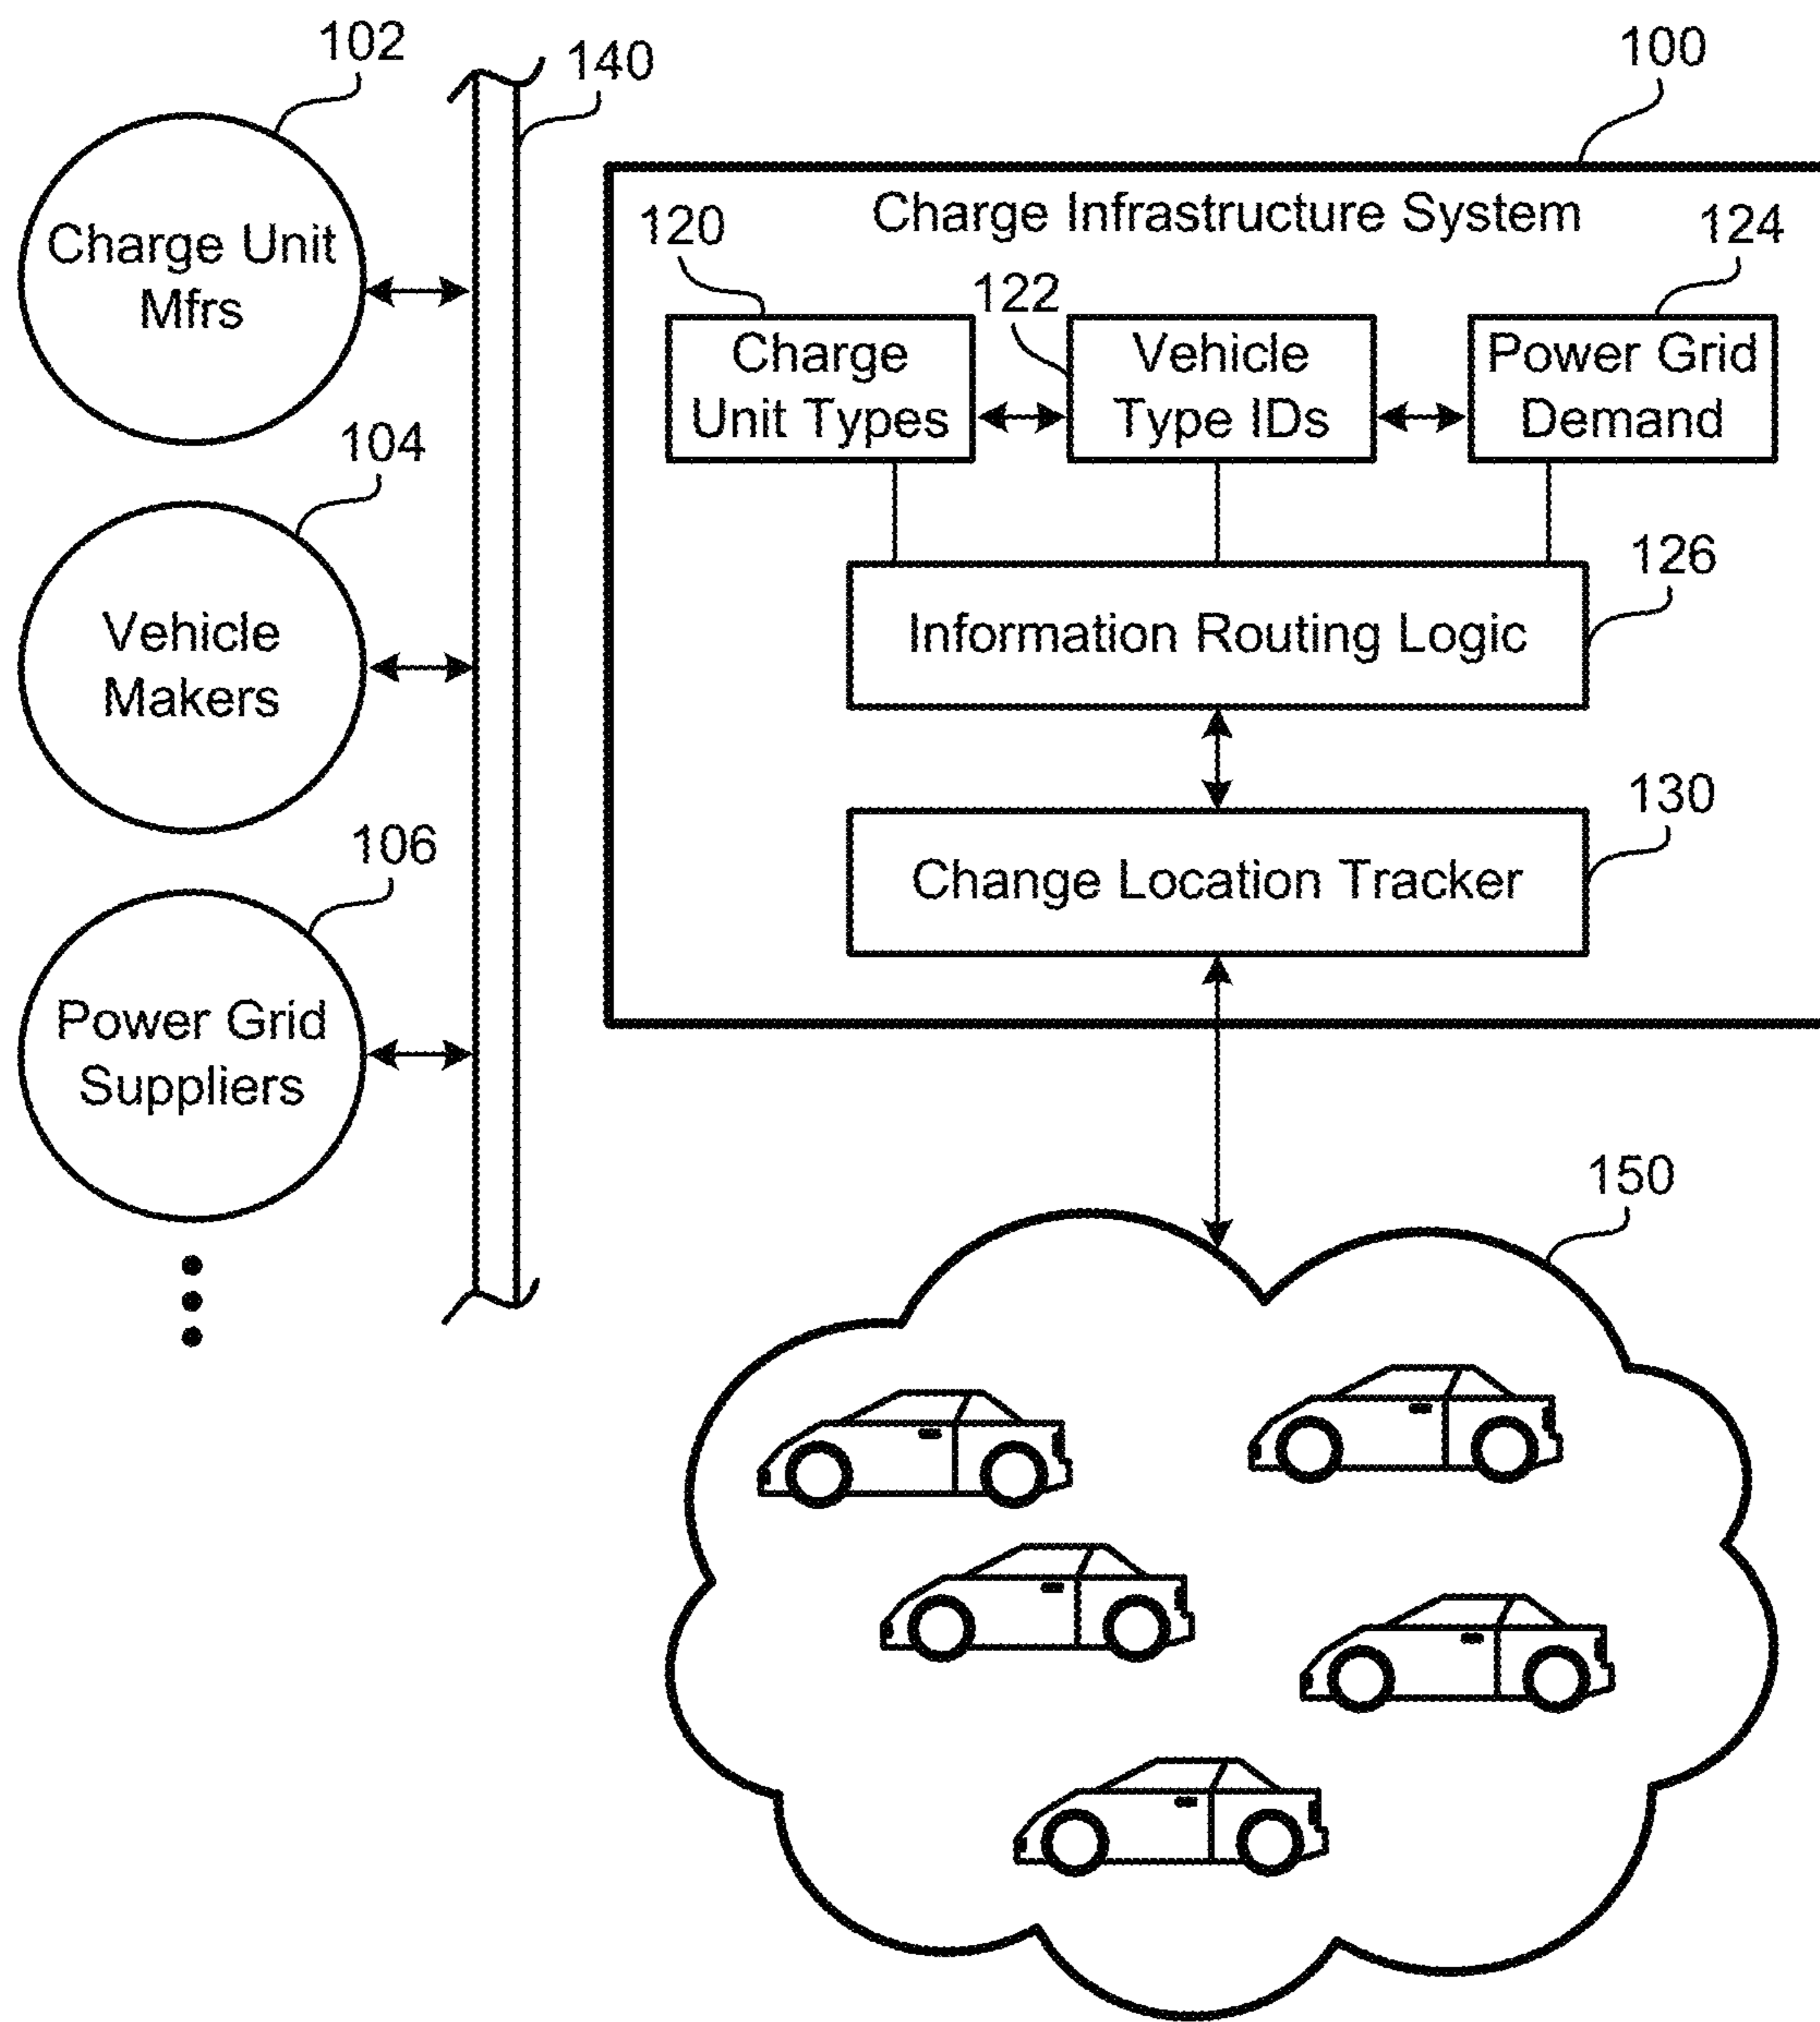 102
140
100
Charge Unit
Mfrs
Charge Infrastructure System
120
122
124
Charge
Unit Types
Vehicle
Type IDs
Power Grid
Demand
104
126
Vehicle
Makers
Information Routing Logic
130
106
Change Location Tracker
Power Grid
Suppliers
150